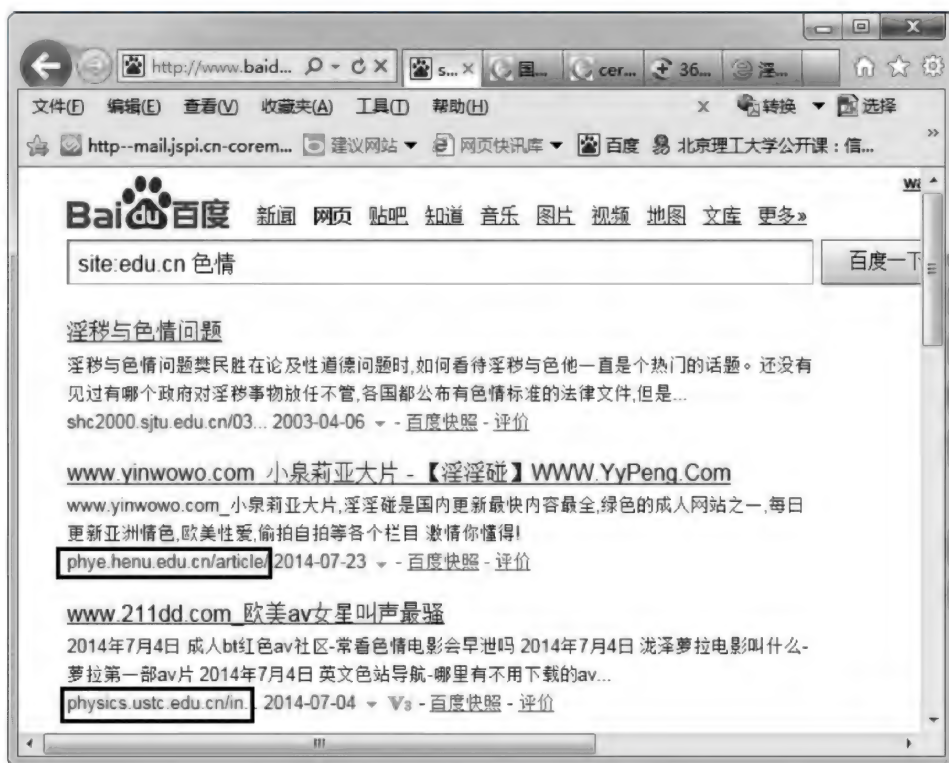 http://www.baid... s... 国... cer... 36... 淫...
文件(F) 编辑(E) 查看(V) 收藏夹(A) 工具(T) 帮助(H) x 转换 选择
http--mail.jspi.cn-corem... 建议网站 网页快讯库 百度 北京理工大学公开课:信... »
Bai du 百度 新闻 网页 贴吧 知道 音乐 图片 视频 地图 文库 更多»
site:edu.cn 色情 百度一下
淫秽与色情问题
淫秽与色情问题樊民胜在论及性道德问题时,如何看待淫秽与色他一直是个热门的话题。还没有
见过有哪个政府对淫秽事物放任不管,各国都公布有色情标准的法律文件,但是...
shc2000.sjtu.edu.cn/03... 2003-04-06 - 百度快照 - 评价
www.yinwowo.com_小泉莉亚大片 -【淫淫碰】WWW.YyPeng.Com
www.yinwowo.com_小泉莉亚大片,淫淫碰是国内更新最快内容最全,绿色的成人网站之一,每日
更新亚洲情色,欧美性爱,偷拍自拍等各个栏目 激情你懂得!
phye.henu.edu.cn/article/ 2014-07-23 - 百度快照 - 评价
www.211dd.com_欧美av女星叫声最骚
2014年7月4日 成人bt红色av社区-常看色情电影会早泄吗 2014年7月4日 泷泽萝拉电影叫什么-
萝拉第一部av片 2014年7月4日 英文色站导航-哪里有不用下载的av...
physics.ustc.edu.cn/in... 2014-07-04 V3 - 百度快照 - 评价